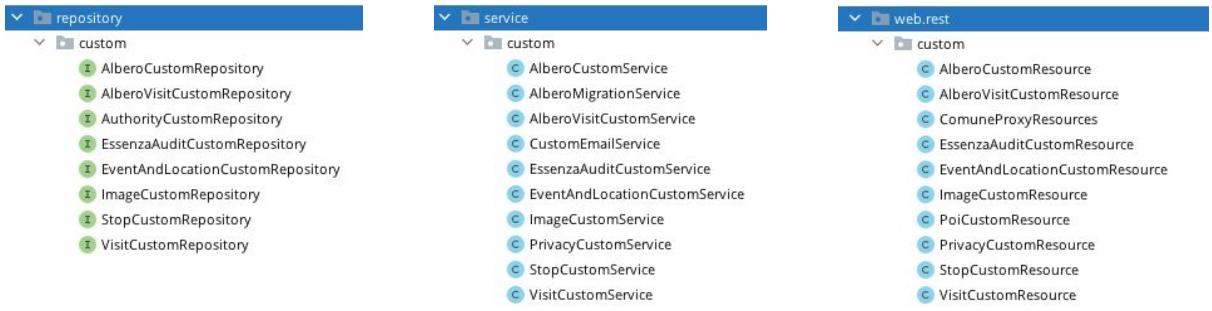 repository
custom
AlberoCustomRepository
AlberoVisitCustomRepository
AuthorityCustomRepository
EssenzaAuditCustomRepository
EventAndLocationCustomRepository
ImageCustomRepository
StopCustomRepository
VisitCustomRepository
service
custom
AlberoCustomService
AlberoMigrationService
AlberoVisitCustomService
CustomEmailService
EssenzaAuditCustomService
EventAndLocationCustomService
ImageCustomService
PrivacyCustomService
StopCustomService
VisitCustomService
web.rest
custom
AlberoCustomResource
AlberoVisitCustomResource
ComuneProxyResources
EssenzaAuditCustomResource
EventAndLocationCustomResource
ImageCustomResource
PoiCustomResource
PrivacyCustomResource
StopCustomResource
VisitCustomResource